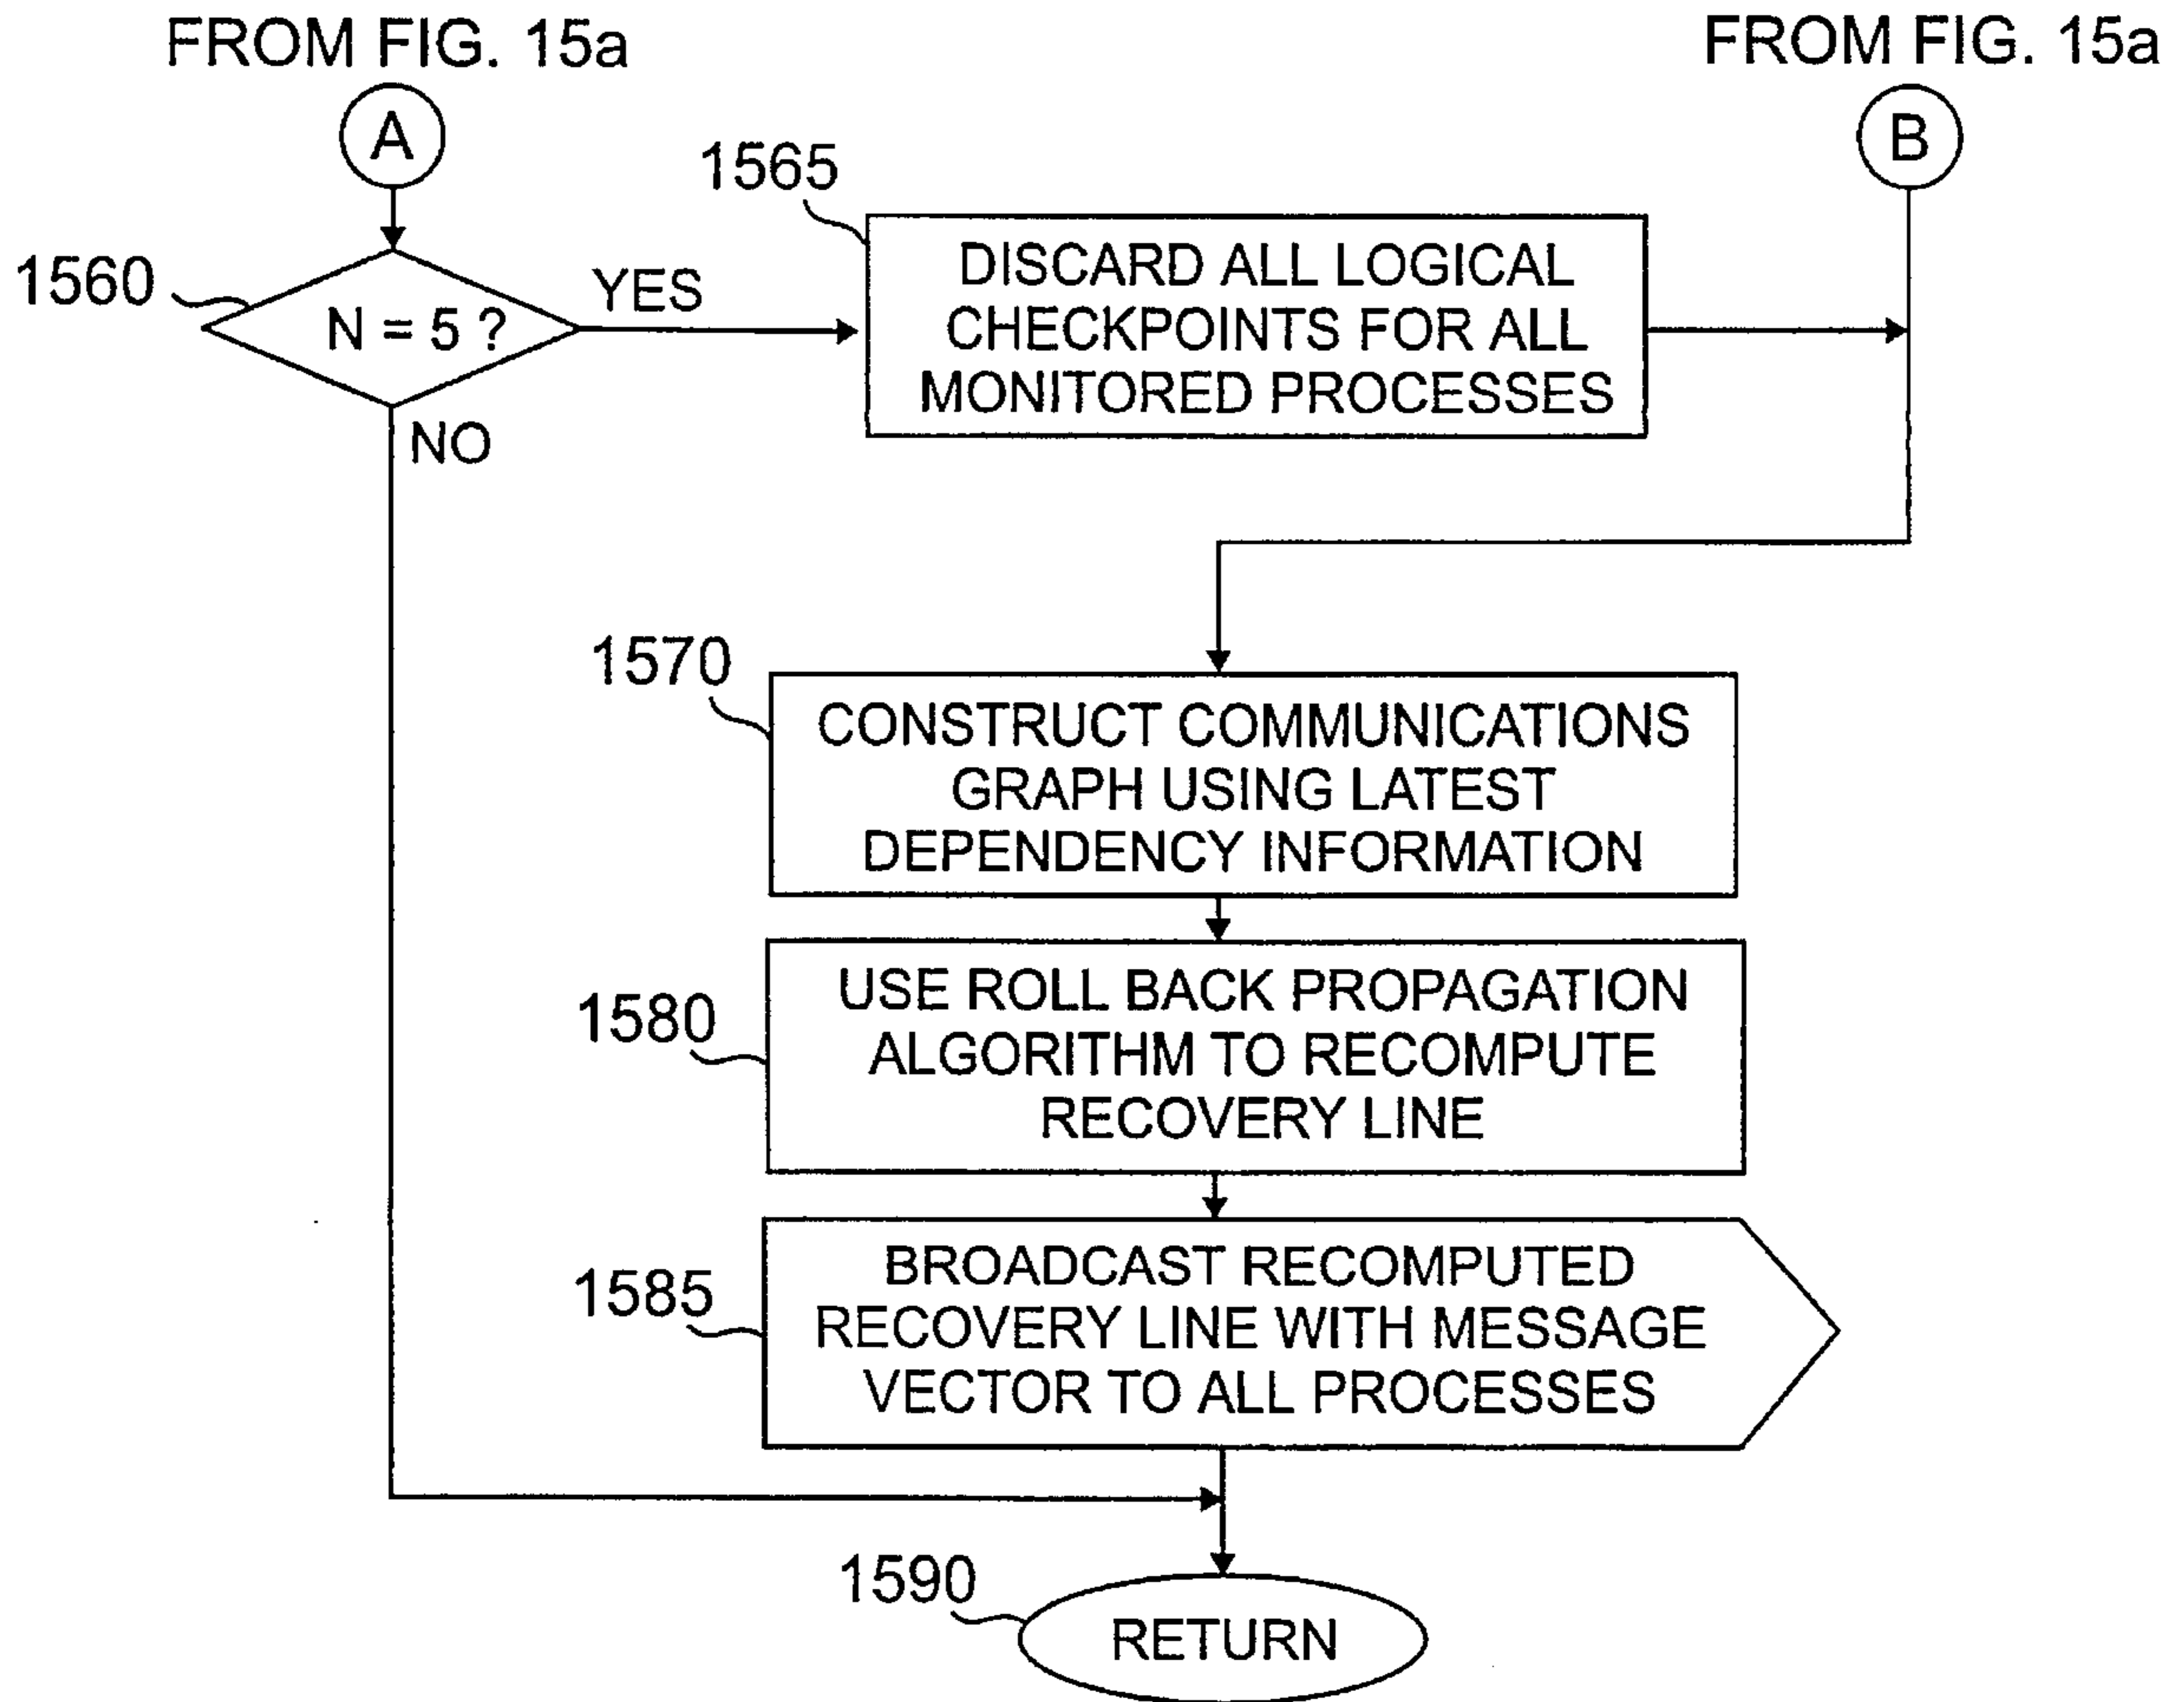 FROM FIG. 15a
FROM FIG. 15a
A
B
1565
DISCARD ALL LOGICAL
CHECKPOINTS FOR ALL
MONITORED PROCESSES
1560
N = 5 ?
YES
NO
1570
CONSTRUCT COMMUNICATIONS
GRAPH USING LATEST
DEPENDENCY INFORMATION
1580
USE ROLL BACK PROPAGATION
ALGORITHM TO RECOMPUTE
RECOVERY LINE
1585
BROADCAST RECOMPUTED
RECOVERY LINE WITH MESSAGE
VECTOR TO ALL PROCESSES
1590
RETURN